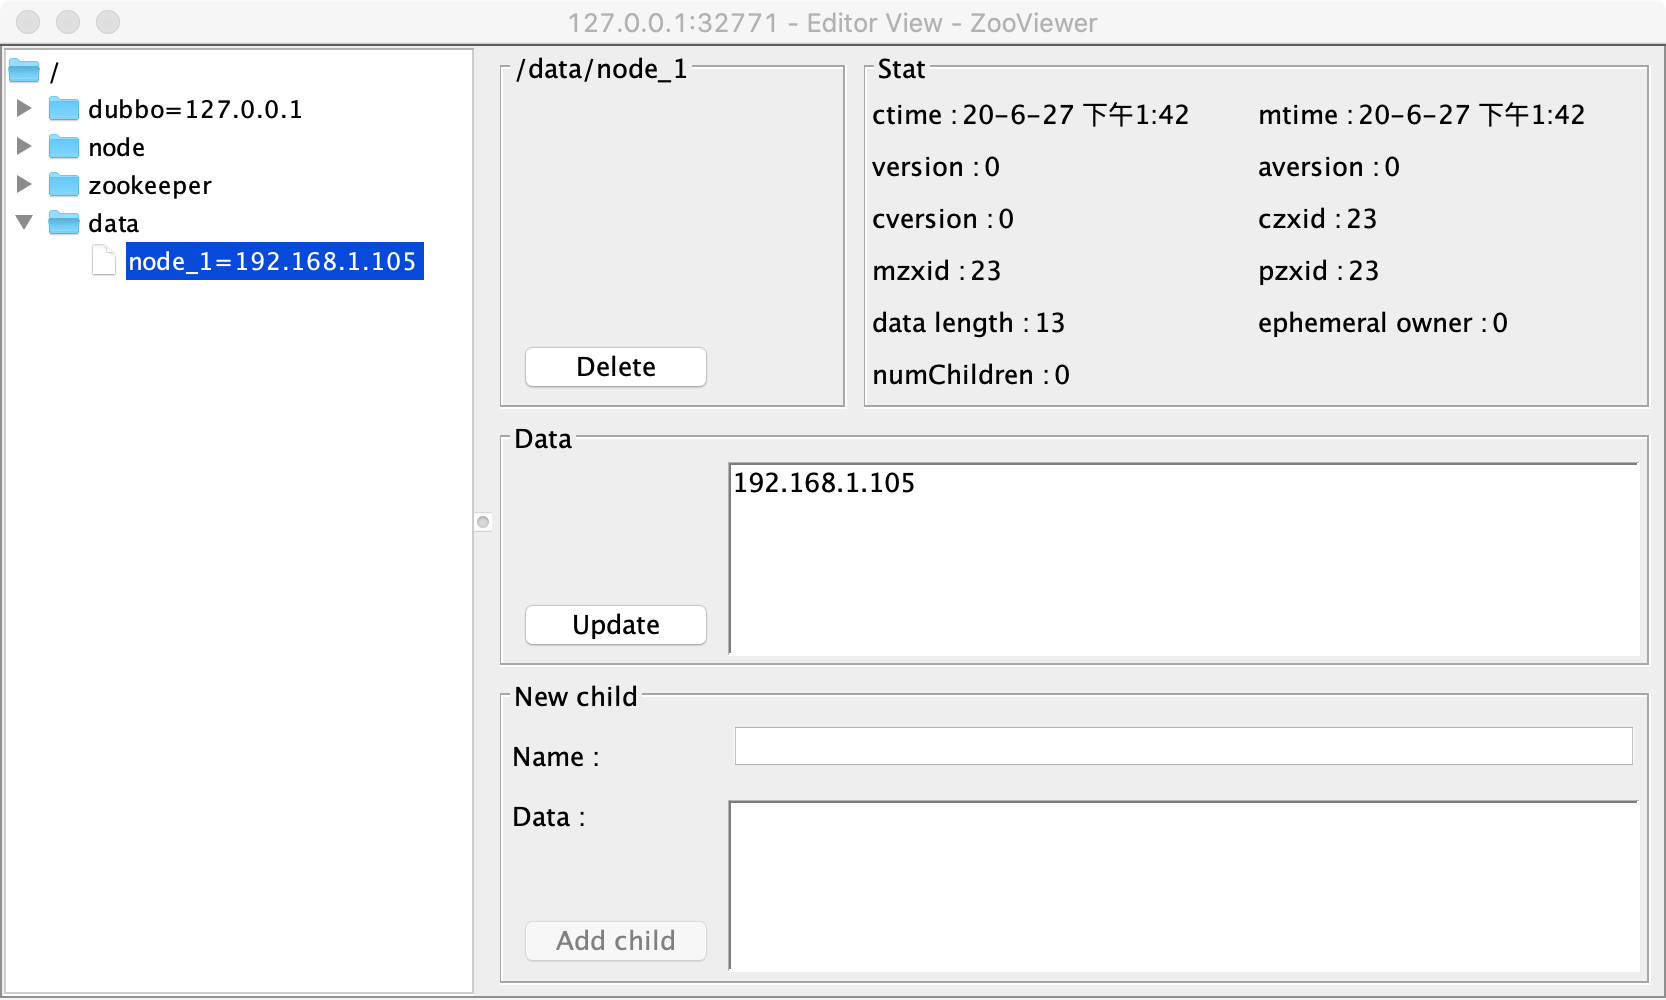 127.0.0.1:32771 - Editor View - ZooViewer
/
dubbo=127.0.0.1
node
zookeeper
data
node_1=192.168.1.105
/data/node_1
Delete
Stat
ctime : 20-6-27 下午1:42
mtime : 20-6-27 下午1:42
version : 0
aversion : 0
cversion : 0
czxid : 23
mzxid : 23
pzxid : 23
data length : 13
ephemeral owner : 0
numChildren : 0
Data
192.168.1.105
Update
New child
Name :
Data :
Add child